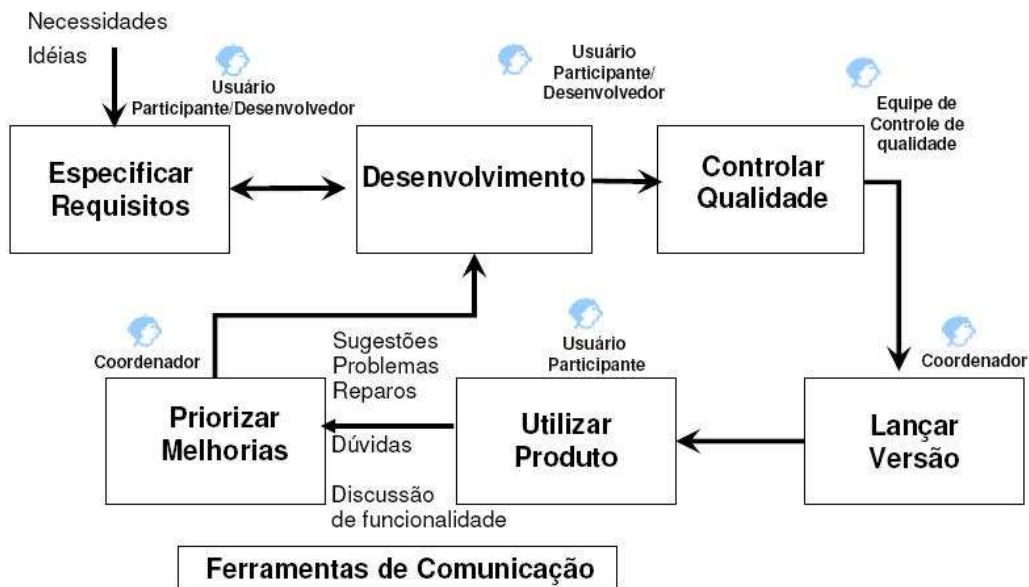 Necessidades
Idéias
Usuário
Participante/Desenvolvedor
Usuário
Participante/
Desenvolvedor
Equipe de
Controle de
qualidade
Especificar
Requisitos
Desenvolvimento
Controlar
Qualidade
Coordenador
Sugestões
Problemas
Reparos
Dúvidas
Discussão
de funcionalidade
Usuário
Participante
Coordenador
Priorizar
Melhorias
Utilizar
Produto
Lançar
Versão
Ferramentas de Comunicação